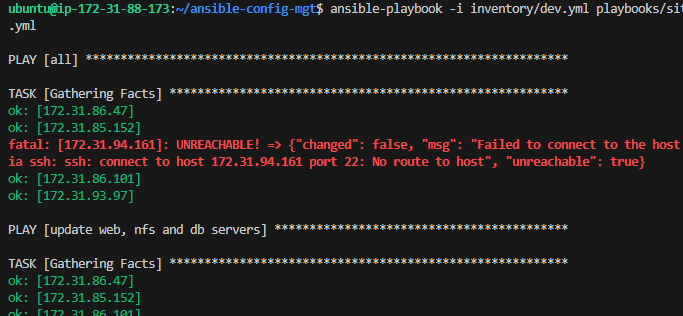 ubuntu@ip-172-31-88-173:~/ansible-config-mgt$ ansible-playbook -i inventory/dev.yml playbooks/sit
.yml
PLAY [all] *******************************************************************
TASK [Gathering Facts] *******************************************************
ok: [172.31.86.47]
ok: [172.31.85.152]
fatal: [172.31.94.161]: UNREACHABLE! => {"changed": false, "msg": "Failed to connect to the host
ia ssh: ssh: connect to host 172.31.94.161 port 22: No route to host", "unreachable": true}
ok: [172.31.86.101]
ok: [172.31.93.97]
PLAY [update web, nfs and db servers] ****************************************
TASK [Gathering Facts] *******************************************************
ok: [172.31.86.47]
ok: [172.31.85.152]
ok: [172.31.86.101]